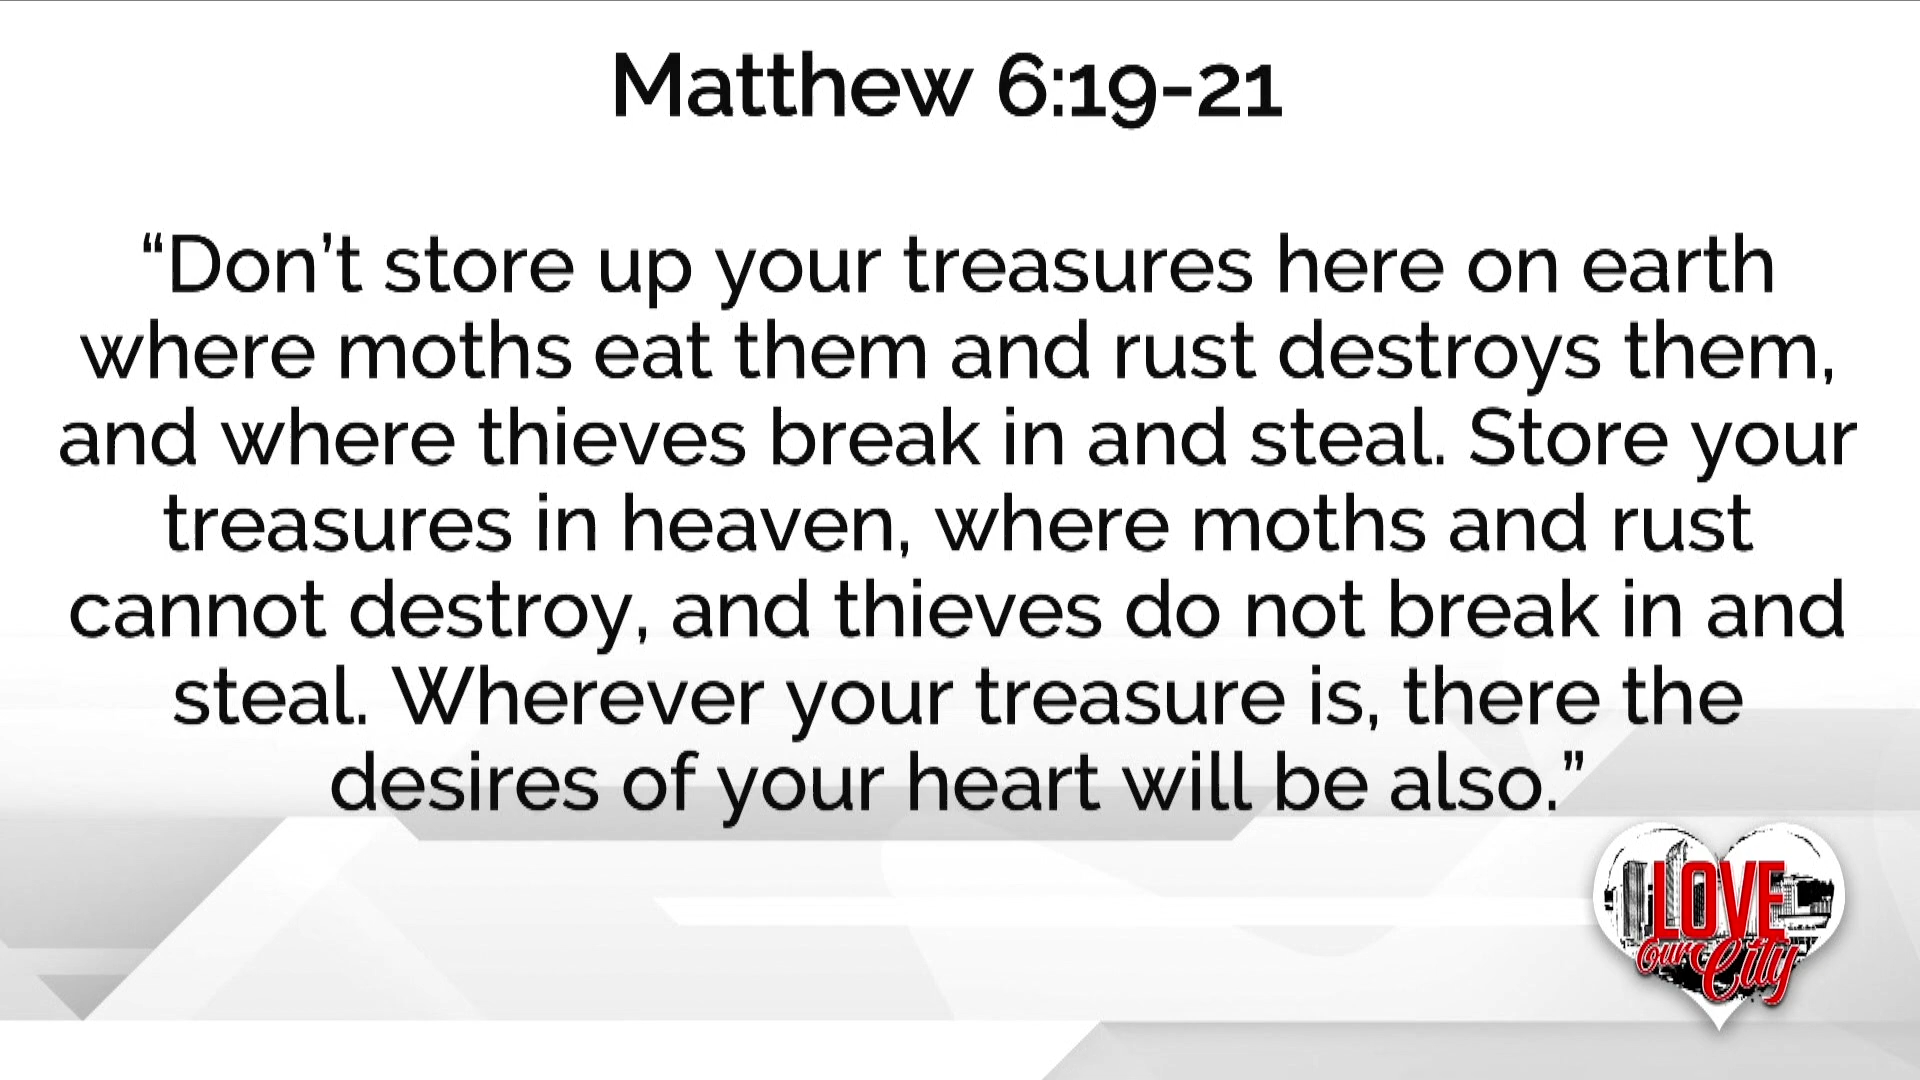 Matthew 6:19-21
“Don’t store up your treasures here on earth
where moths eat them and rust destroys them,
and where thieves break in and steal. Store your
treasures in heaven, where moths and rust
cannot destroy, and thieves do not break in and
steal. Wherever your treasure is, there the
desires of your heart will be also.”
LOVE
Our City